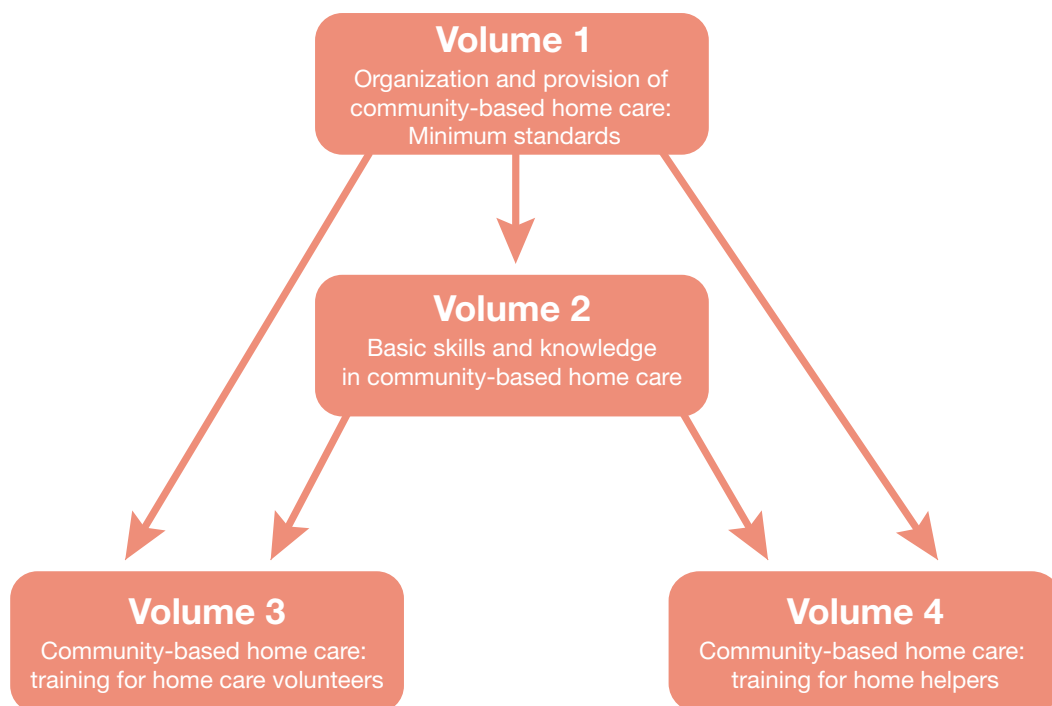 Volume 1
Organization and provision of
community-based home care:
Minimum standards
Volume 2
Basic skills and knowledge
in community-based home care
Volume 3
Community-based home care:
training for home care volunteers
Volume 4
Community-based home care:
training for home helpers